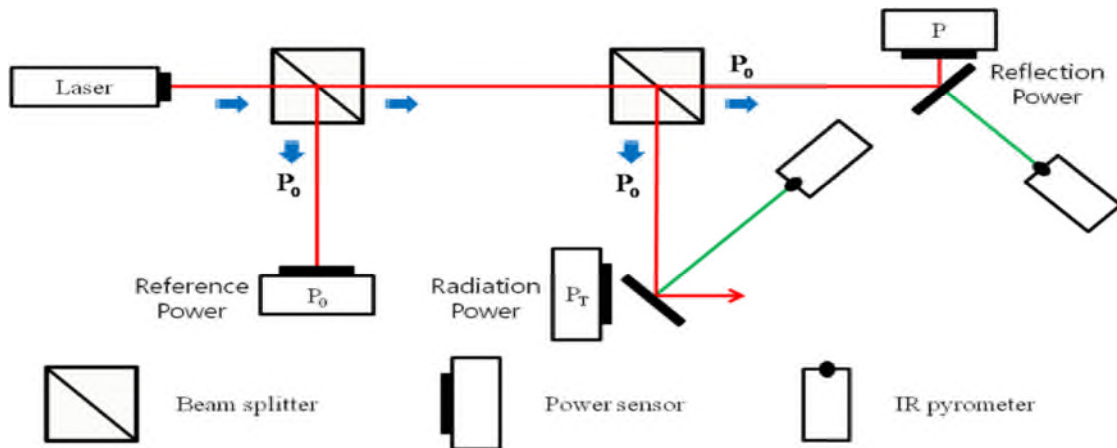 P
Laser
P₀
Reflection
Power
P₀
P₀
Reference
Power
P₀
Radiation
Power
P_T
Beam splitter
Power sensor
IR pyrometer